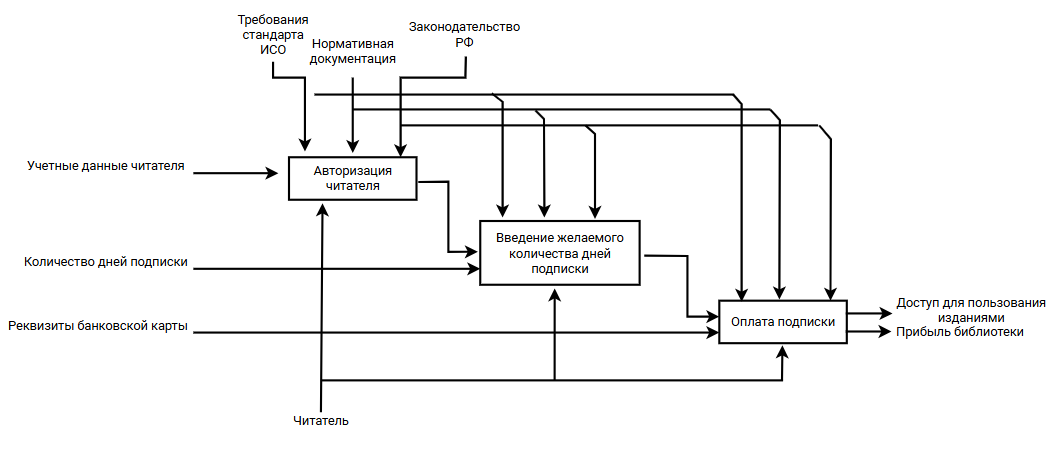 Требования
стандарта
ИСО
Нормативная
документация
Законодательство
РФ
Учетные данные читателя
Авторизация
читателя
Введение желаемого
количества дней
подписки
Количество дней подписки
Реквизиты банковской карты
Оплата подписки
Доступ для пользования
изданиями
Прибыль библиотеки
Читатель